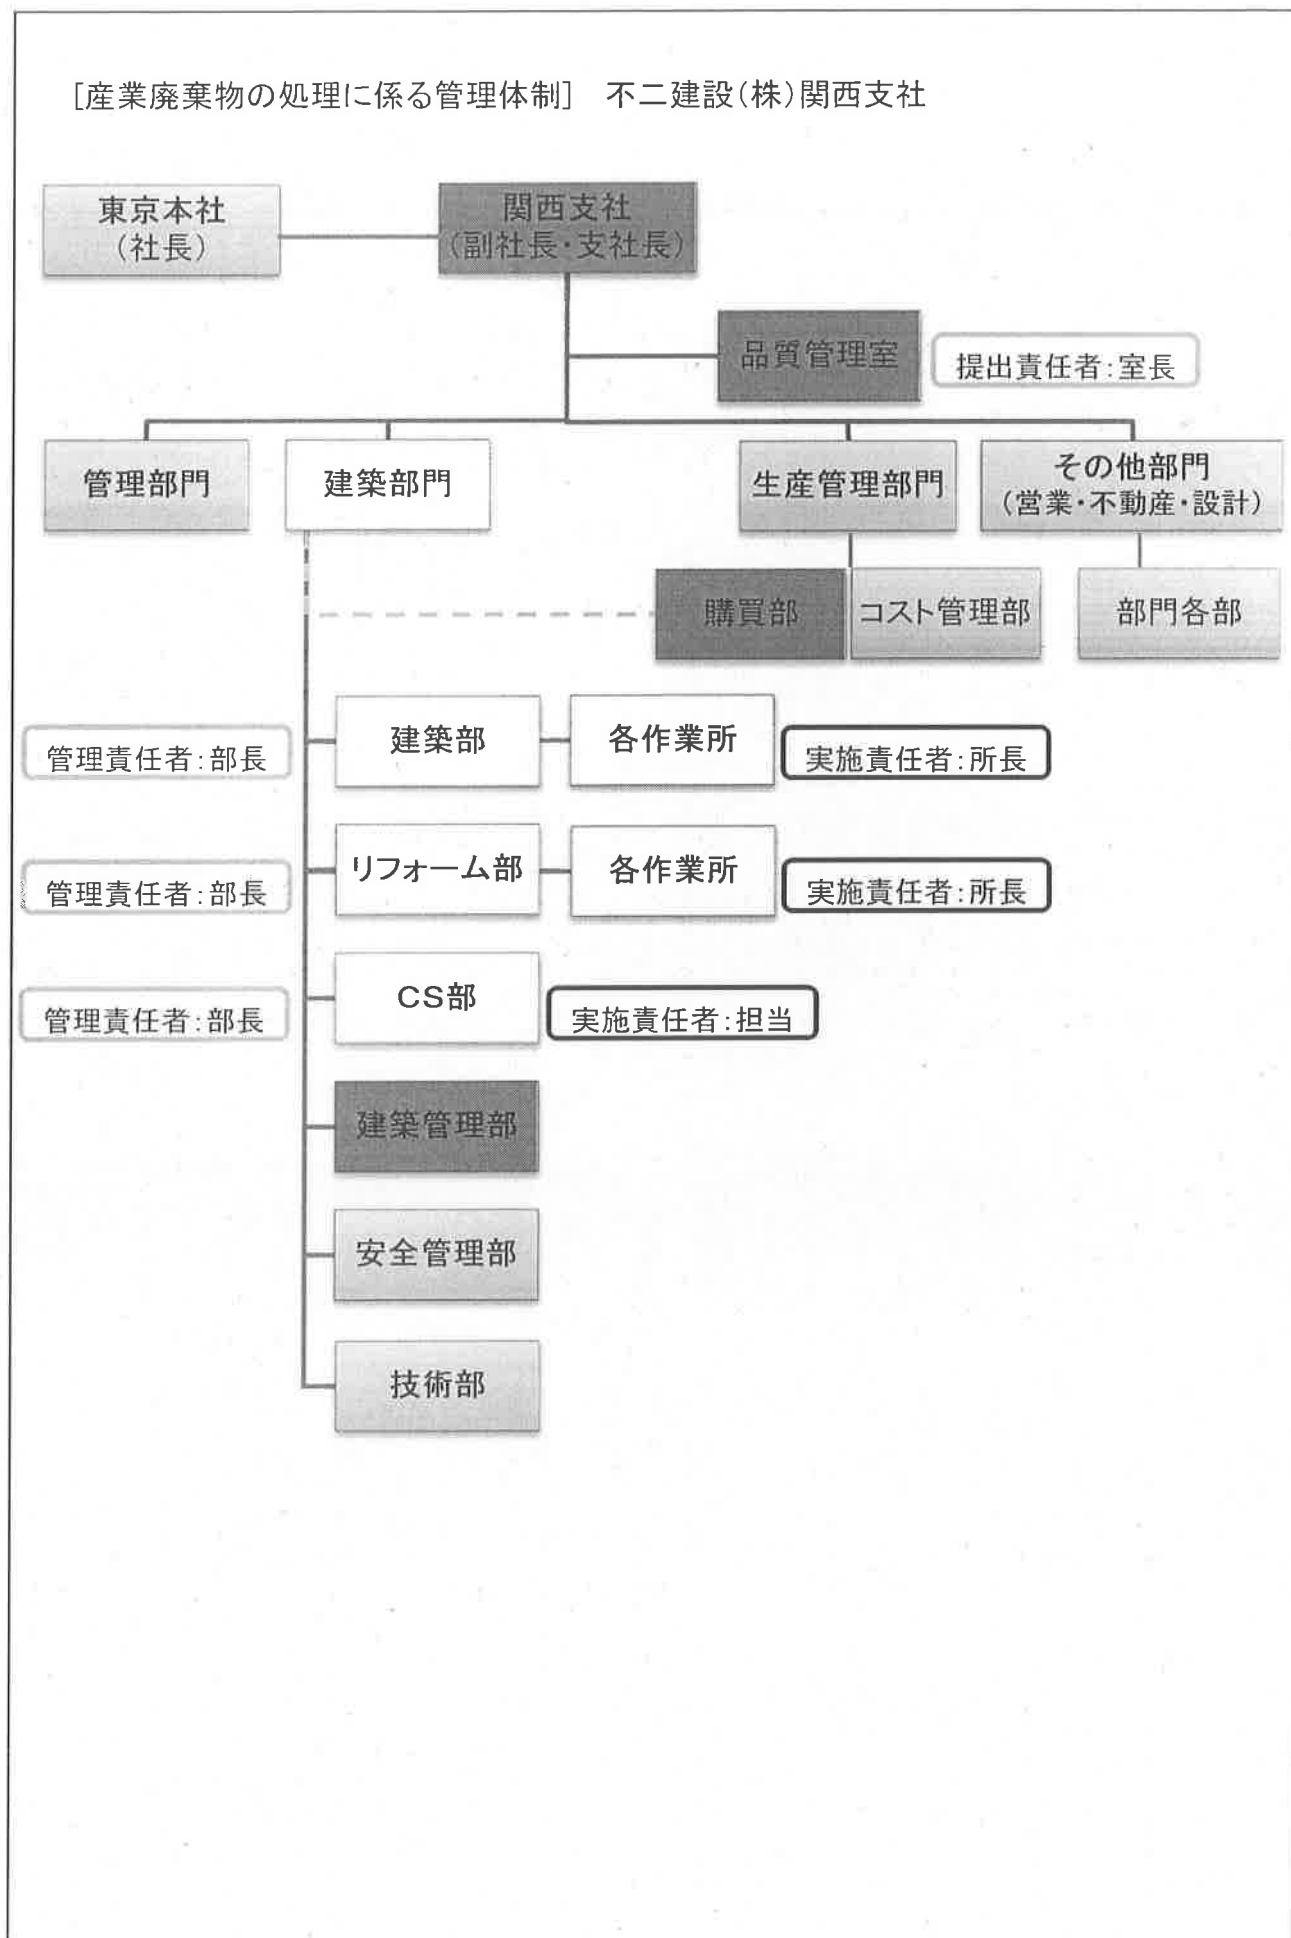 [産業廃棄物の処理に係る管理体制]　不二建設(株)関西支社
東京本社
(社長)
関西支社
(副社長・支社長)
品質管理室
提出責任者:室長
管理部門
建築部門
生産管理部門
その他部門
(営業・不動産・設計)
購買部
コスト管理部
部門各部
管理責任者:部長
建築部
各作業所
実施責任者:所長
管理責任者:部長
リフォーム部
各作業所
実施責任者:所長
管理責任者:部長
CS部
実施責任者:担当
建築管理部
安全管理部
技術部